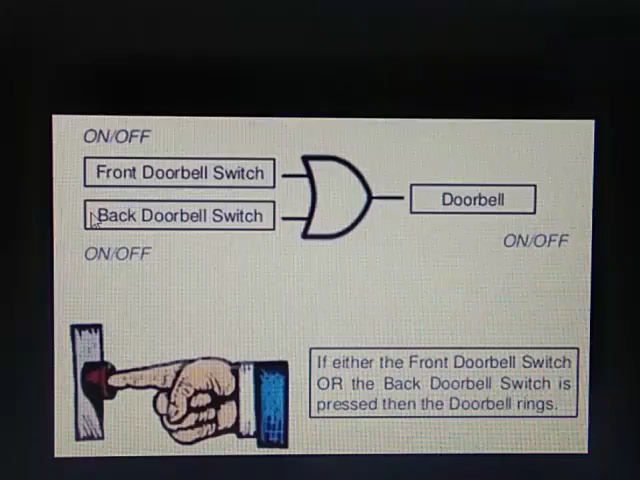 ON/OFF
Front Doorbell Switch
Back Doorbell Switch
Doorbell
ON/OFF
ON/OFF
If either the Front Doorbell Switch
OR the Back Doorbell Switch is
pressed then the Doorbell rings.